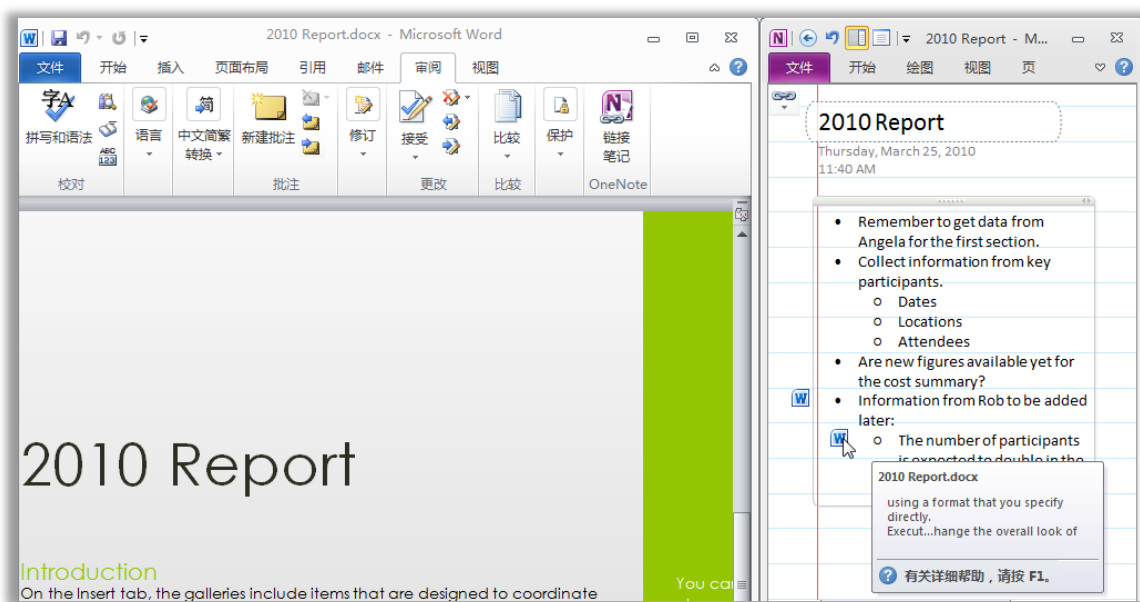 2010 Report.docx - Microsoft Word
文件 开始 插入 页面布局 引用 邮件 审阅 视图
字A
ABC
123
简
拼写和语法 语言 中文简繁转换 新建批注 修订 接受 比较 保护 链接笔记
校对 批注 更改 比较 OneNote
2010 Report
Introduction
On the Insert tab, the galleries include items that are designed to coordinate
You can
2010 Report - M...
文件 开始 绘图 视图 页
2010 Report
Thursday, March 25, 2010
11:40 AM
• Remember to get data from
Angela for the first section.
• Collect information from key
participants.
o Dates
o Locations
o Attendees
• Are new figures available yet for
the cost summary?
• Information from Rob to be added
later:
o The number of participants
is expected to double in the
2010 Report.docx
using a format that you specify
directly.
Execut...hange the overall look of
有关详细帮助，请按 F1。